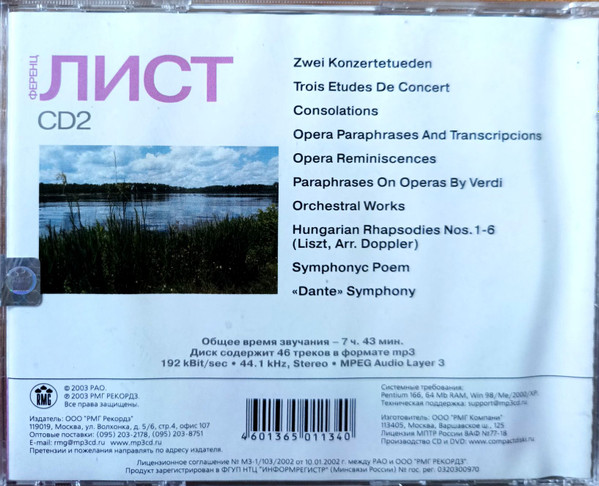 ФЕРЕНЦ
ЛИСТ
CD2
Zwei Konzertetueden
Trois Etudes De Concert
Consolations
Opera Paraphrases And Transcripcions
Opera Reminiscences
Paraphrases On Operas By Verdi
Orchestral Works
Hungarian Rhapsodies Nos. 1-6
(Liszt, Arr. Doppler)
Symphonyc Poem
«Dante» Symphony
Общее время звучания – 7 ч. 43 мин.
Диск содержит 46 треков в формате mp3
192 kBit/sec • 44.1 kHz, Stereo • MPEG Audio Layer 3
RMG
© 2003 РАО.
℗ 2003 РМГ РЕКОРДЗ.
Все права защищены.
Издатель: ООО "РМГ Рекордз"
119019, Москва, ул. Волхонка, д. 5/6, стр.4, офис 107
Оптовые поставки: (095) 203-2178, (095) 203-8751
E-mail: rmg@mp3cd.ru www.mp3cd.ru
Претензии и пожелания направлять по адресу издателя.
4 601365 011340
Системные требования:
Pentium 166, 64 Mb RAM, Win 98/Me/2000/XP.
Техническая поддержка: support@mp3cd.ru
Изготовитель: ООО "РМГ Компани"
113405, Москва, Варшавское ш., 125
Лицензия МПТР России ВАФ №77-18
Производство CD и DVD: www.compactdisk.ru
Лицензионное соглашение № МЗ-1/103/2002 от 10.01.2002 г. между РАО и ООО "РМГ РЕКОРДЗ".
Продукт зарегистрирован в ФГУП НТЦ "ИНФОРМРЕГИСТР" (Минсвязи России) № гос. рег. 0320300970